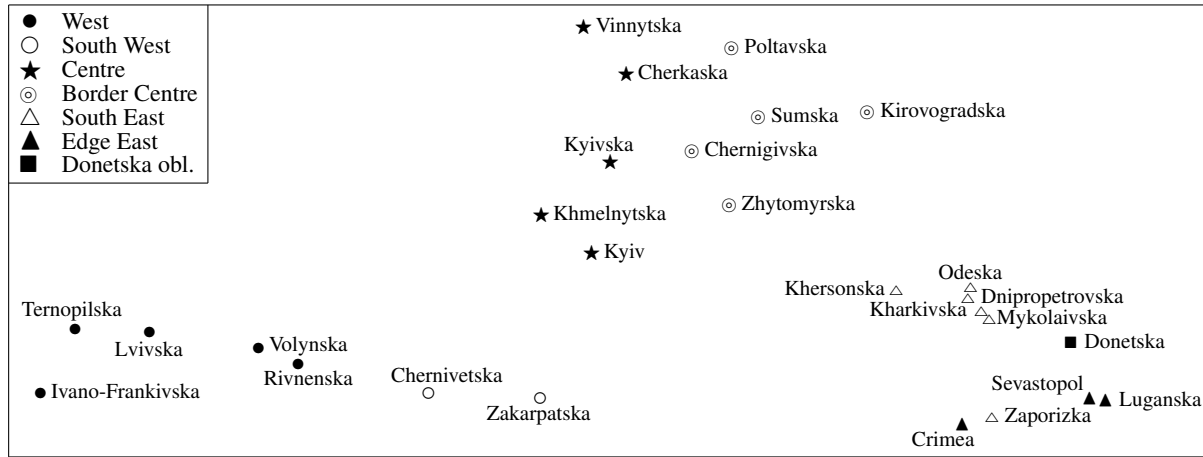 West
South West
Centre
Border Centre
South East
Edge East
Donetska obl.
Vinnytska
Poltavska
Cherkaska
Sumska
Kirovogradska
Kyivska
Chernigivska
Zhytomyrska
Khmelnytska
Kyiv
Odeska
Khersonska
Dnipropetrovska
Kharkivska
Mykolaivska
Ternopilska
Lvivska
Volynska
Donetska
Rivnenska
Chernivetska
Sevastopol
Ivano-Frankivska
Luganska
Zakarpatska
Zaporizka
Crimea